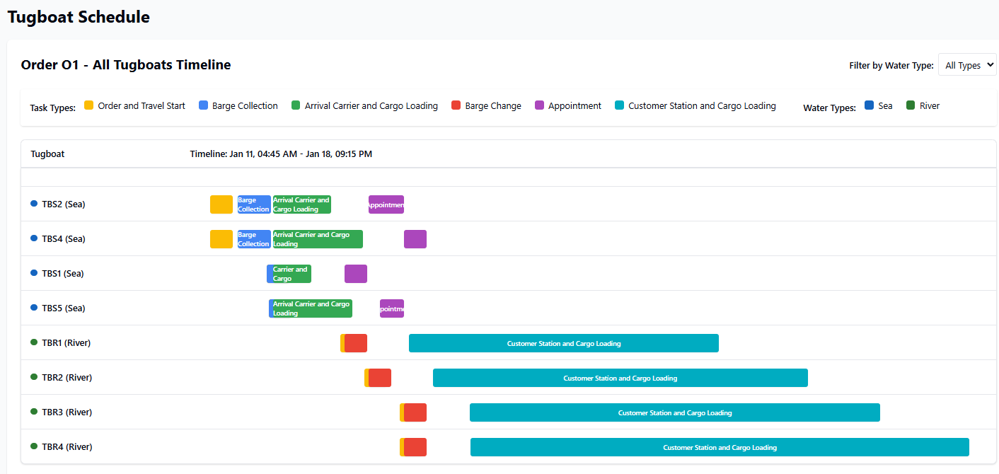 Tugboat Schedule
Order O1 - All Tugboats Timeline
Filter by Water Type: All Types
Task Types: Order and Travel Start Barge Collection Arrival Carrier and Cargo Loading Barge Change Appointment Customer Station and Cargo Loading Water Types: Sea River
Tugboat Timeline: Jan 11, 04:45 AM - Jan 18, 09:15 PM
TBS2 (Sea)
Barge
Collection
Arrival Carrier and
Cargo Loading
Appointmen
TBS4 (Sea)
Barge
Collection
Arrival Carrier and Cargo
Loading
TBS1 (Sea)
Carrier and
Cargo
TBS5 (Sea)
Arrival Carrier and Cargo
Loading
pointme
TBR1 (River)
Customer Station and Cargo Loading
TBR2 (River)
Customer Station and Cargo Loading
TBR3 (River)
Customer Station and Cargo Loading
TBR4 (River)
Customer Station and Cargo Loading